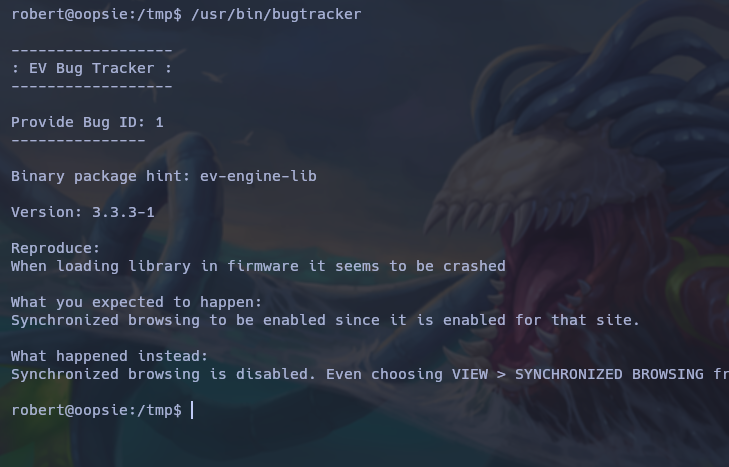 robert@oopsie:/tmp$ /usr/bin/bugtracker
------------------
: EV Bug Tracker :
------------------
Provide Bug ID: 1
---------------
Binary package hint: ev-engine-lib
Version: 3.3.3-1
Reproduce:
When loading library in firmware it seems to be crashed
What you expected to happen:
Synchronized browsing to be enabled since it is enabled for that site.
What happened instead:
Synchronized browsing is disabled. Even choosing VIEW > SYNCHRONIZED BROWSING fr
robert@oopsie:/tmp$